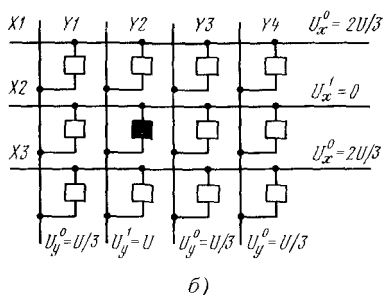 X1 Y1 Y2 Y3 Y4 U_x^0 = 2U/3
X2 U_x^1 = 0
X3 U_x^0 = 2U/3
U_y^0 = U/3 U_y^1 = U U_y^0 = U/3 U_y^0 = U/3
б)